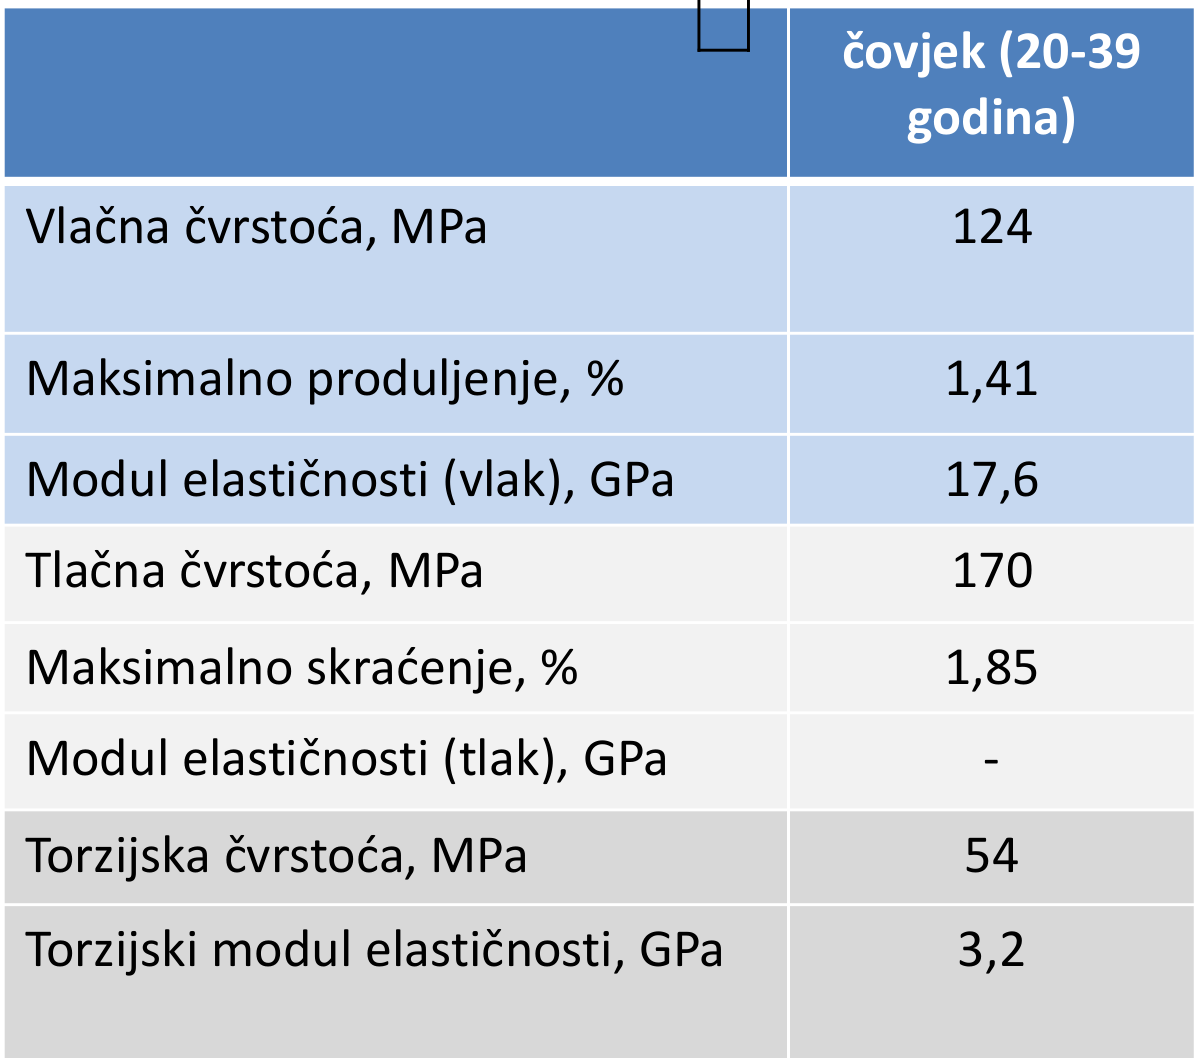 čovjek (20-39
godina)
Vlačna čvrstoća, MPa 124
Maksimalno produljenje, % 1,41
Modul elastičnosti (vlak), GPa 17,6
Tlačna čvrstoća, MPa 170
Maksimalno skraćenje, % 1,85
Modul elastičnosti (tlak), GPa -
Torzijska čvrstoća, MPa 54
Torzijski modul elastičnosti, GPa 3,2